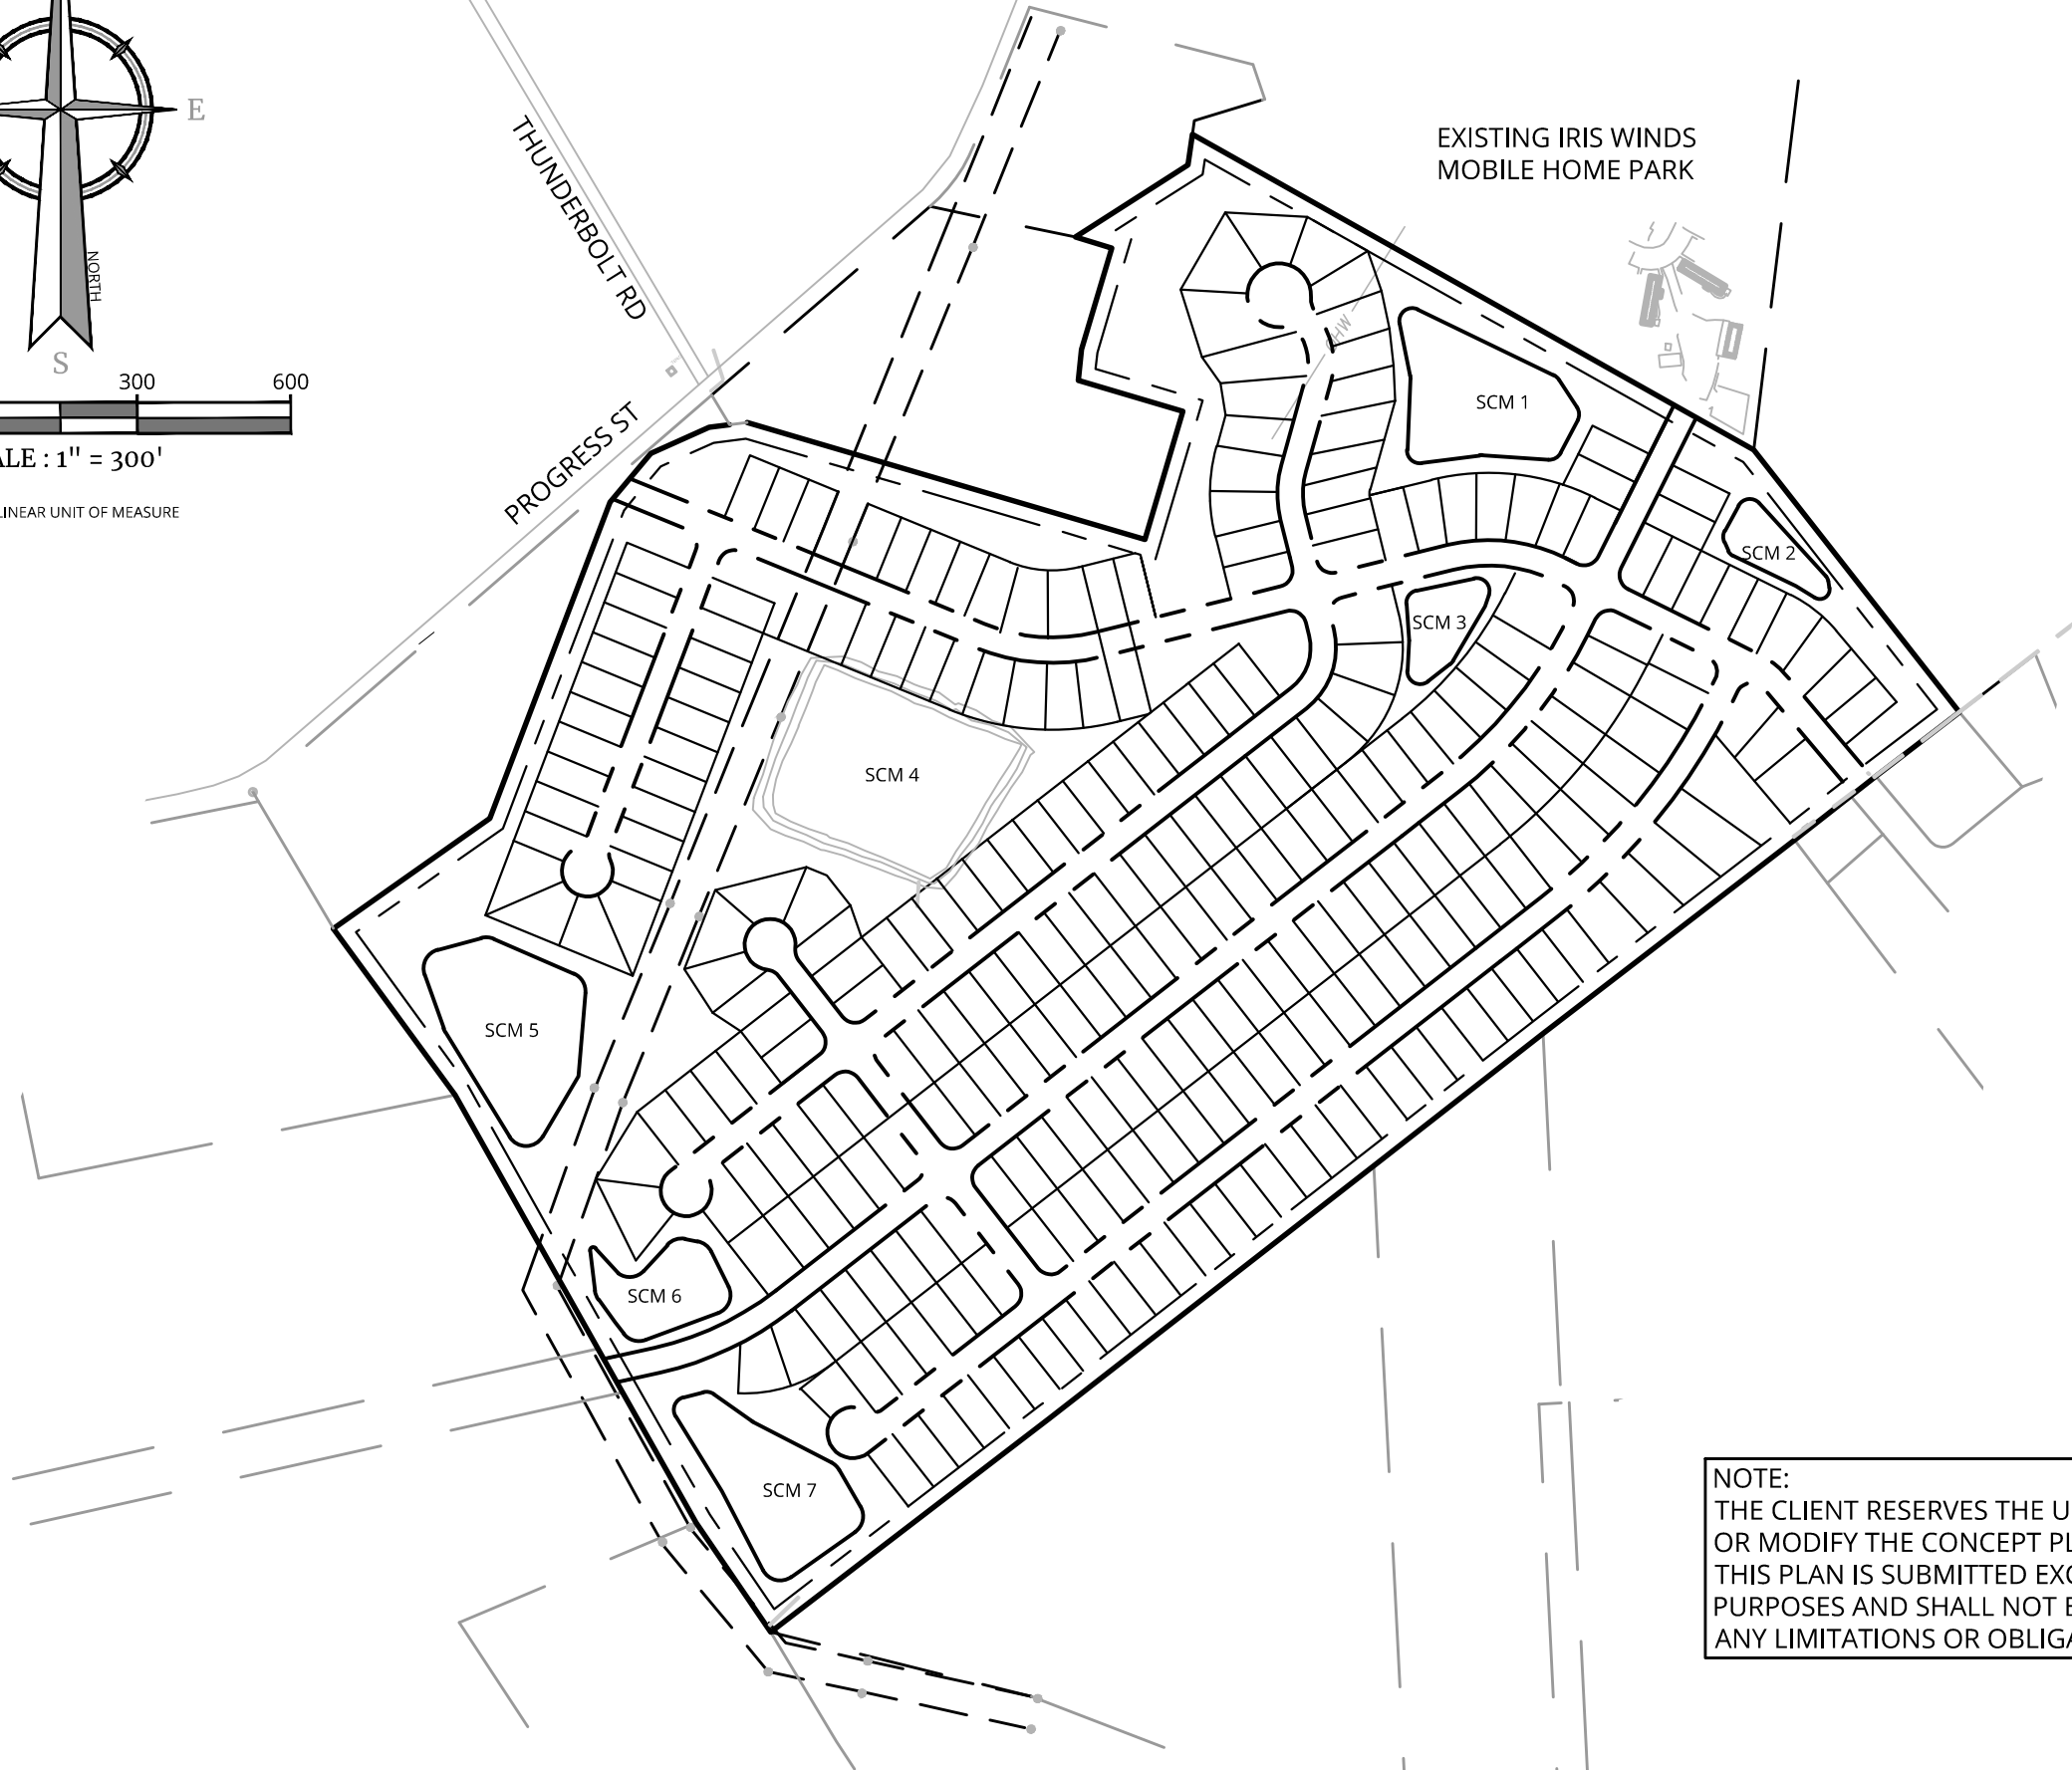 E
NORTH
S
300
600
ALE : 1" = 300'
LINEAR UNIT OF MEASURE
THUNDERBOLT RD
PROGRESS ST
EXISTING IRIS WINDS
MOBILE HOME PARK
SCM 1
SCM 2
SCM 3
SCM 4
SCM 5
SCM 6
SCM 7
NOTE:
THE CLIENT RESERVES THE U
OR MODIFY THE CONCEPT PL
THIS PLAN IS SUBMITTED EXC
PURPOSES AND SHALL NOT B
ANY LIMITATIONS OR OBLIGA